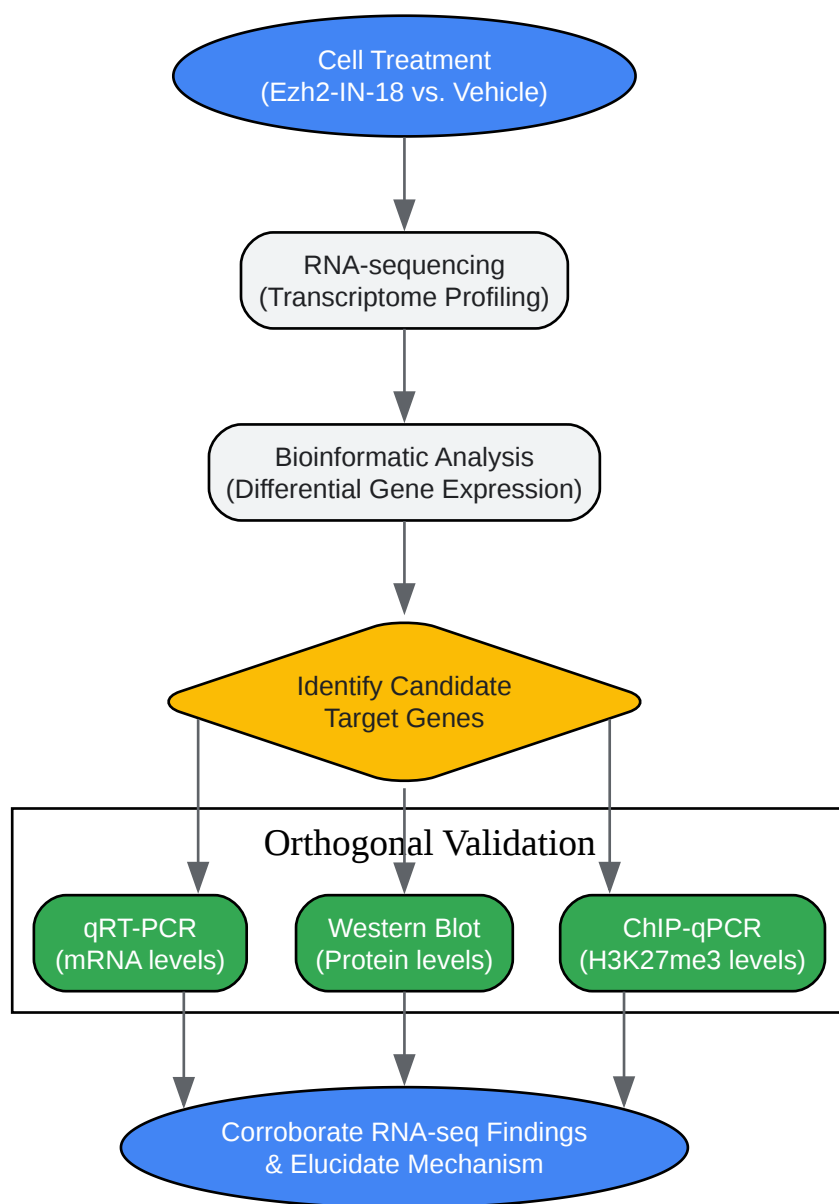 Cell Treatment
(Ezh2-IN-18 vs. Vehicle)
RNA-sequencing
(Transcriptome Profiling)
Bioinformatic Analysis
(Differential Gene Expression)
Identify Candidate
Target Genes
Orthogonal Validation
qRT-PCR
(mRNA levels)
Western Blot
(Protein levels)
ChIP-qPCR
(H3K27me3 levels)
Corroborate RNA-seq Findings
& Elucidate Mechanism